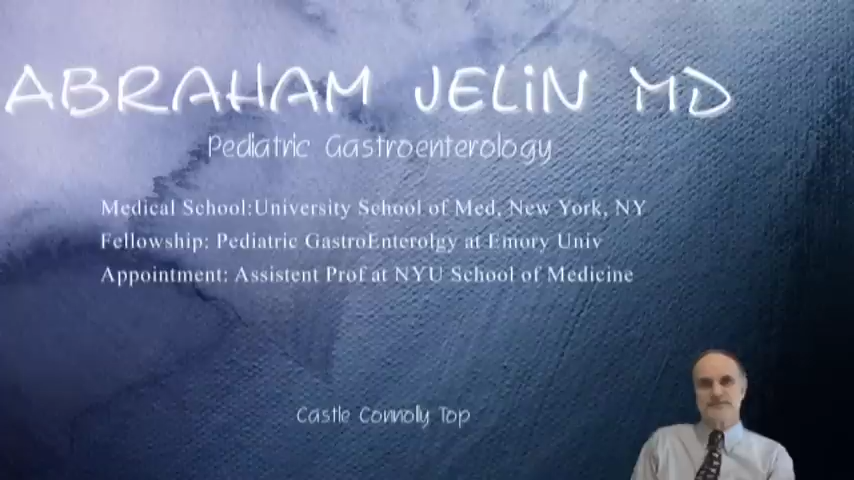 ABRAHAM JELiN MD
Pediatric Gastroenterology
Medical School:University School of Med, New York, NY
Fellowship: Pediatric GastroEnterolgy at Emory Univ
Appointment: Assistent Prof at NYU School of Medicine
Castle Connolly Top